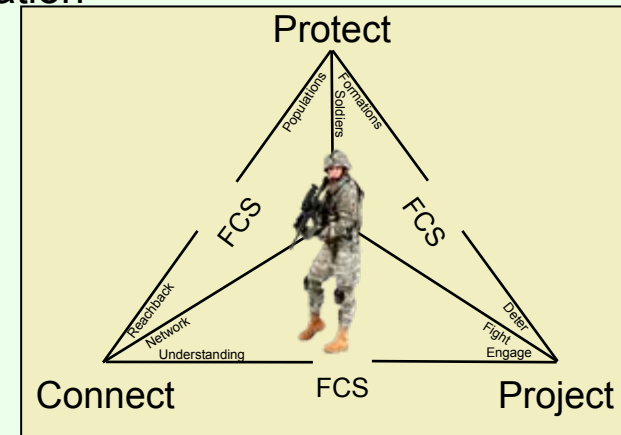 Protect
Populations
Soldiers
Formations
FCS
FCS
Reachback
Network
Understanding
Deter
Fight
Engage
Connect
FCS
Project